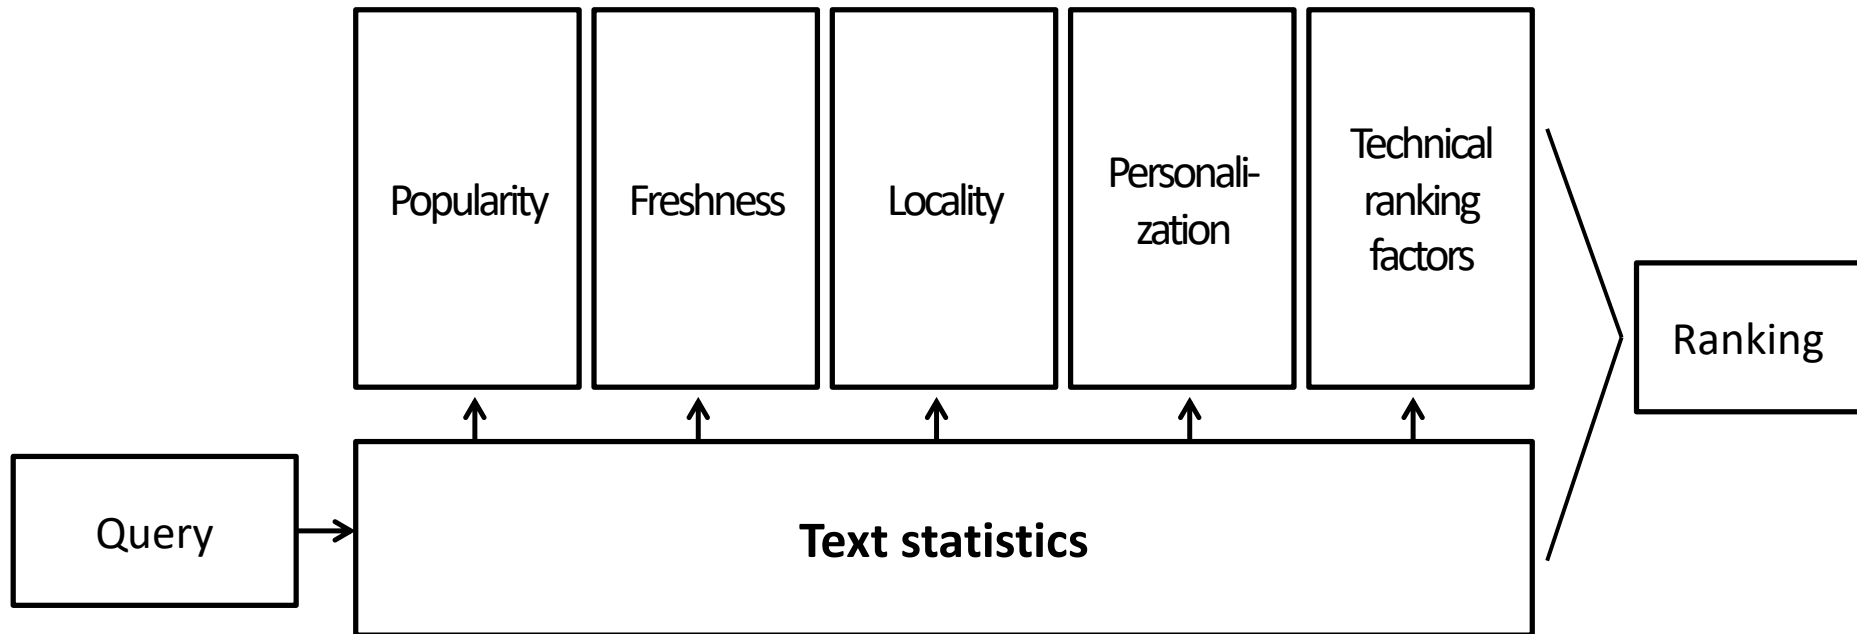 Popularity
Freshness
Locality
Personali-
zation
Technical
ranking
factors
Ranking
Query
Text statistics